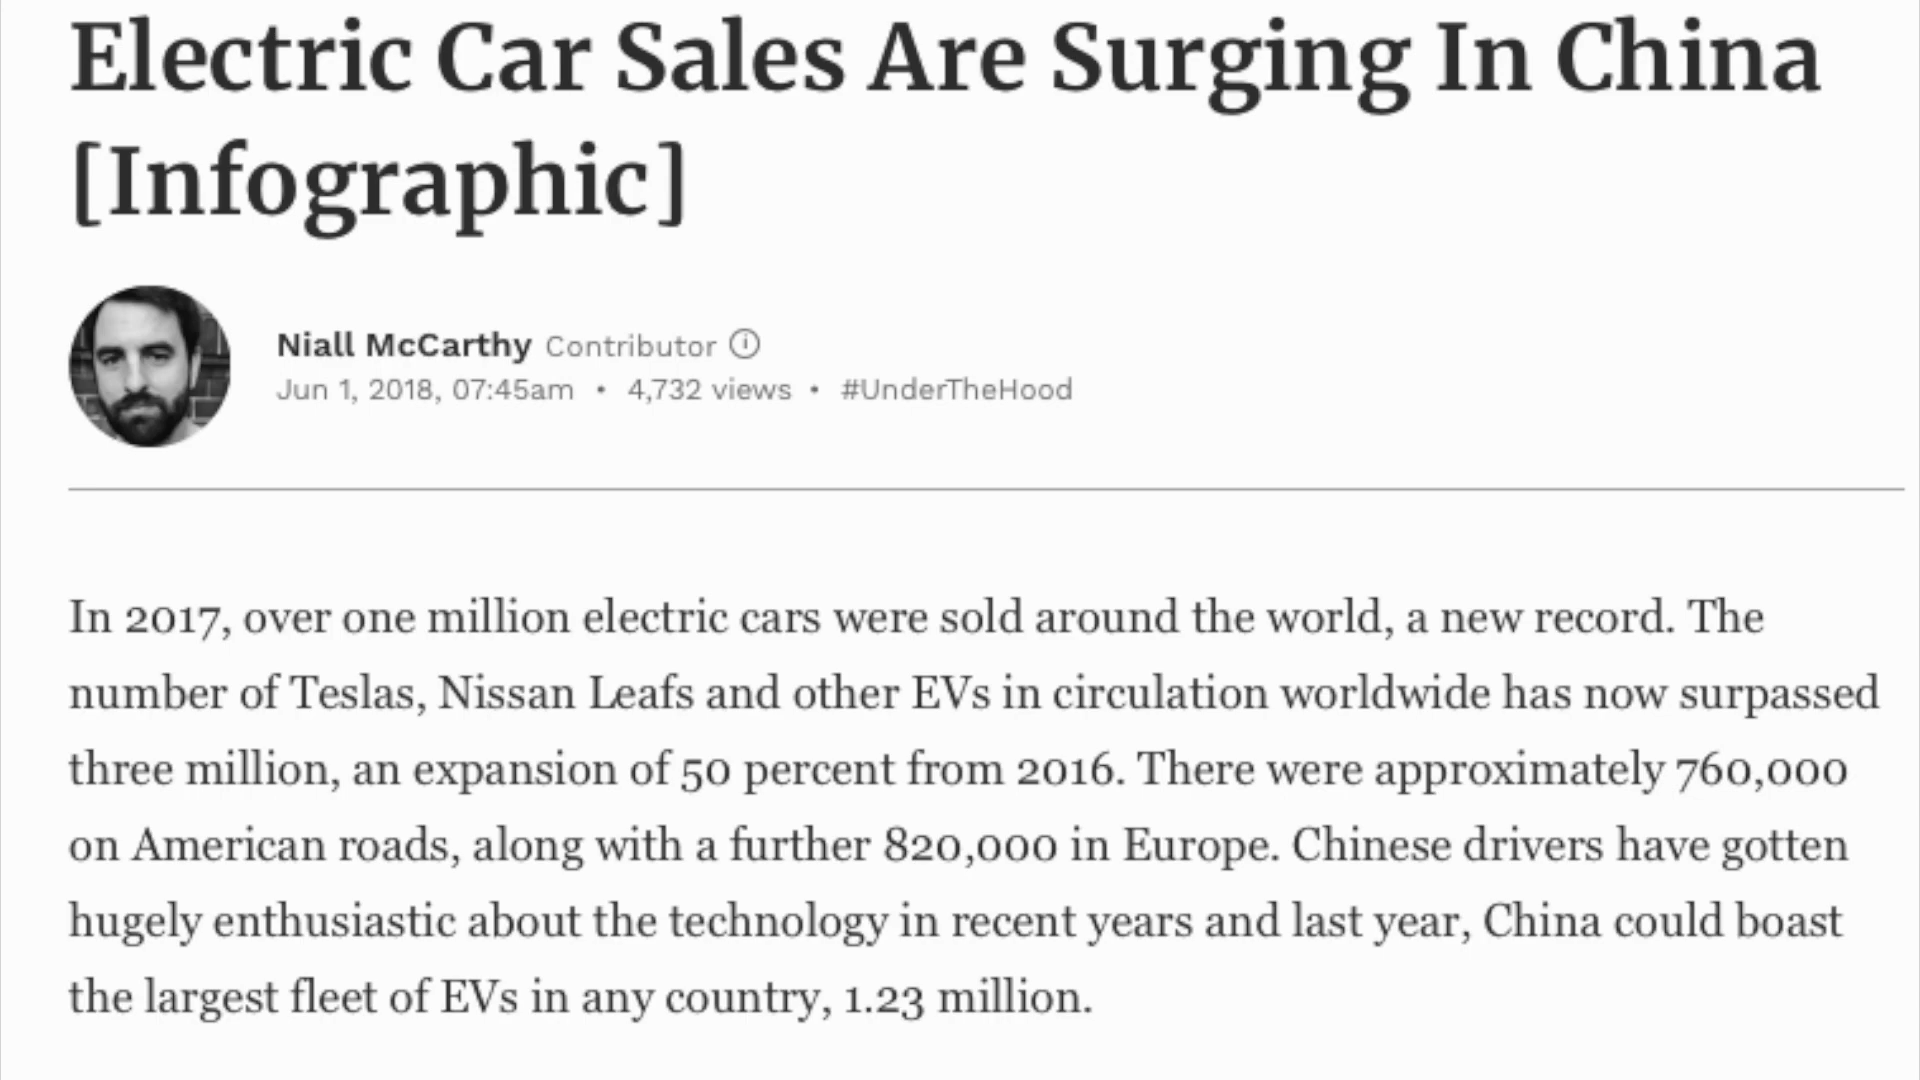 Electric Car Sales Are Surging In China
[Infographic]
Niall McCarthy Contributor
Jun 1, 2018, 07:45am • 4,732 views • #UnderTheHood
In 2017, over one million electric cars were sold around the world, a new record. The
number of Teslas, Nissan Leafs and other EVs in circulation worldwide has now surpassed
three million, an expansion of 50 percent from 2016. There were approximately 760,000
on American roads, along with a further 820,000 in Europe. Chinese drivers have gotten
hugely enthusiastic about the technology in recent years and last year, China could boast
the largest fleet of EVs in any country, 1.23 million.